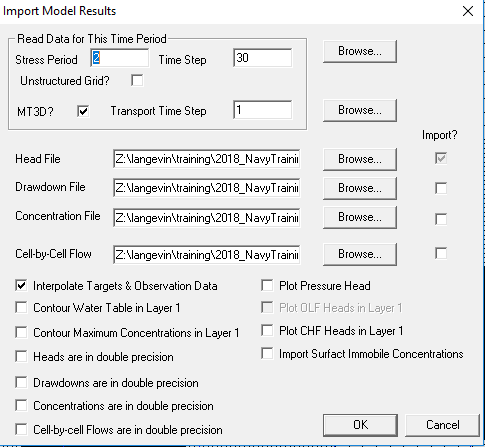 Import Model Results
Read Data for This Time Period
Stress Period 2 Time Step 30 Browse...
Unstructured Grid?
MT3D? Transport Time Step 1 Browse...
Import?
Head File Z:\langevin\training\2018_NavyTrainin Browse...
Drawdown File Z:\langevin\training\2018_NavyTrainin Browse...
Concentration File Z:\langevin\training\2018_NavyTrainin Browse...
Cell-by-Cell Flow Z:\langevin\training\2018_NavyTrainin Browse...
Interpolate Targets & Observation Data Plot Pressure Head
Contour Water Table in Layer 1 Plot OLF Heads in Layer 1
Contour Maximum Concentrations in Layer 1 Plot CHF Heads in Layer 1
Heads are in double precision Import Surfact Immobile Concentrations
Drawdowns are in double precision
Concentrations are in double precision
Cell-by-cell Flows are in double precision OK Cancel